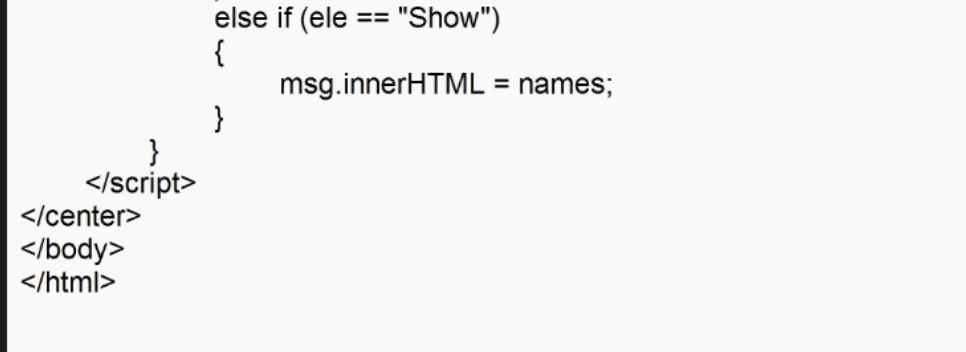 else if (ele == "Show")
{
msg.innerHTML = names;
}
}
</script>
</center>
</body>
</html>